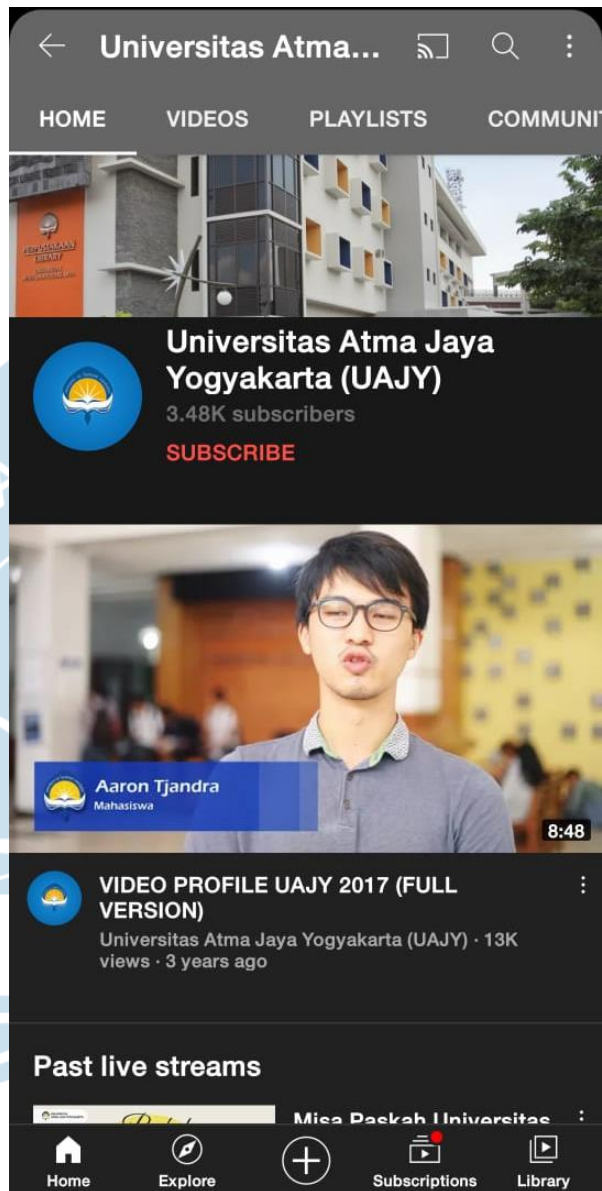 Universitas Atma...
HOME VIDEOS PLAYLISTS COMMUNIT
PERPUSTAKAAN
LIBRARY
Universitas Atma Jaya
Yogyakarta (UAJY)
3.48K subscribers
SUBSCRIBE
Aaron Tjandra
Mahasiswa
8:48
VIDEO PROFILE UAJY 2017 (FULL
VERSION)
Universitas Atma Jaya Yogyakarta (UAJY) · 13K
views · 3 years ago
Past live streams
Misa Paskah Universitas
Home Explore Subscriptions Library